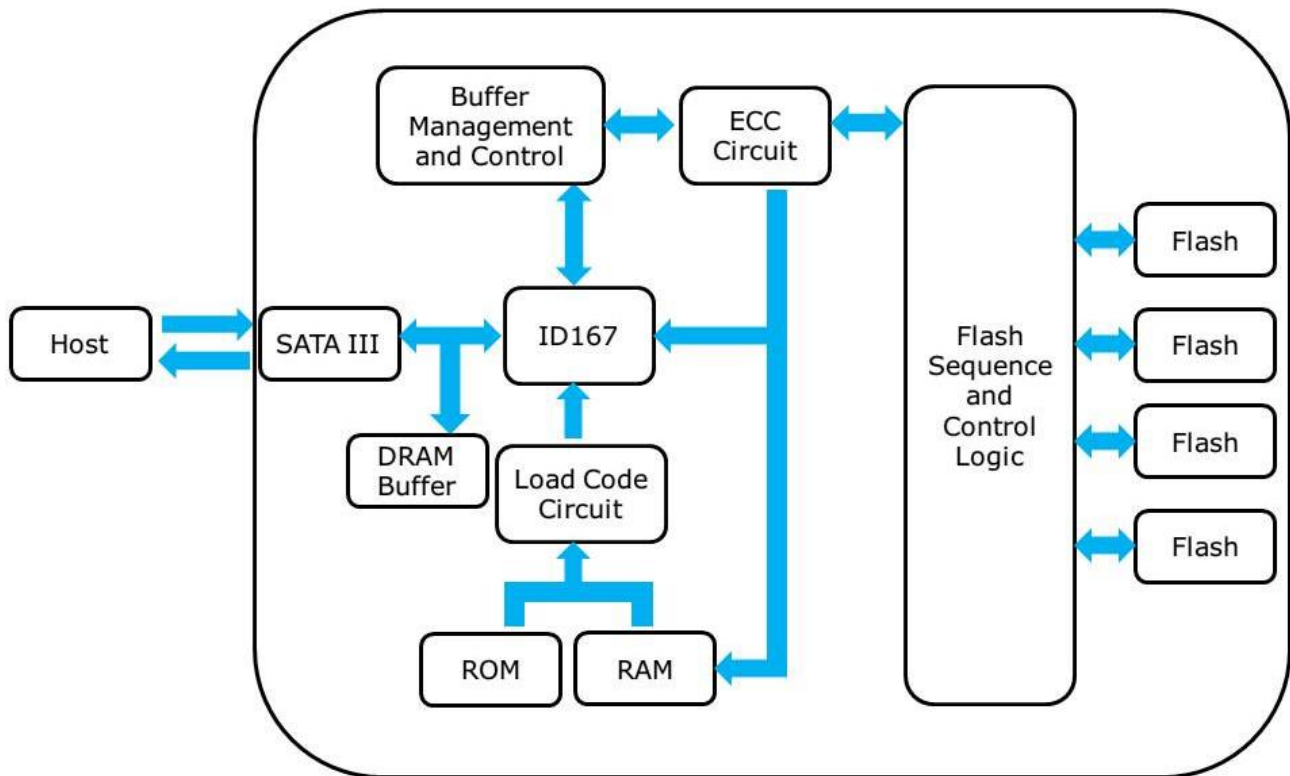 Buffer
Management
and Control
ECC
Circuit
Flash
Host
SATA III
ID167
Flash
Sequence
and
Control
Logic
Flash
DRAM
Buffer
Load Code
Circuit
Flash
Flash
ROM
RAM